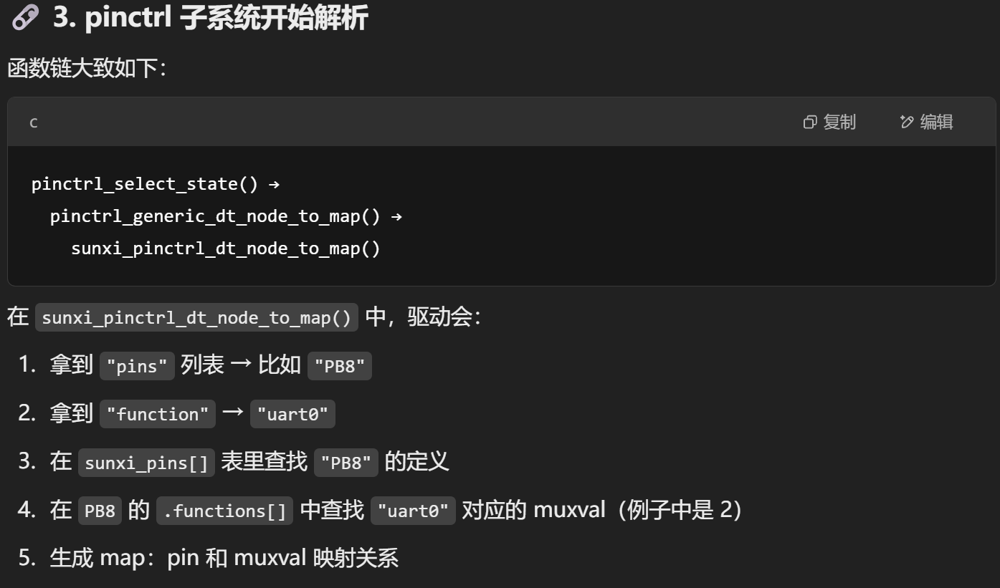 🔗 3. pinctrl 子系统开始解析
函数链大致如下：
c 复制 编辑
pinctrl_select_state() →
pinctrl_generic_dt_node_to_map() →
sunxi_pinctrl_dt_node_to_map()
在 sunxi_pinctrl_dt_node_to_map() 中，驱动会：
1. 拿到 "pins" 列表 → 比如 "PB8"
2. 拿到 "function" → "uart0"
3. 在 sunxi_pins[] 表里查找 "PB8" 的定义
4. 在 PB8 的 .functions[] 中查找 "uart0" 对应的 muxval（例子中是 2）
5. 生成 map：pin 和 muxval 映射关系